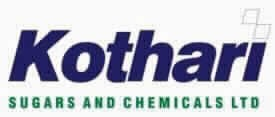 Kothari
SUGARS AND CHEMICALS LTD